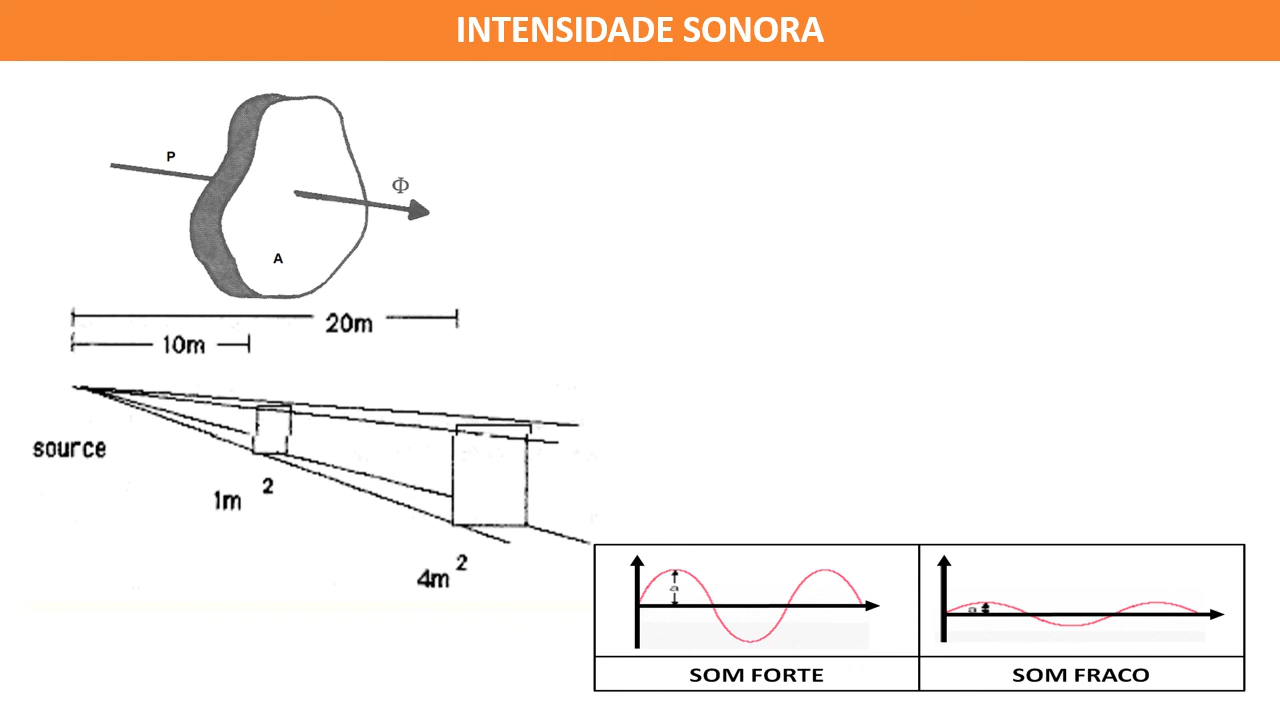 INTENSIDADE SONORA
P
Φ
A
20m
10m
source
1m 2
4m 2
a
a
SOM FORTE
SOM FRACO